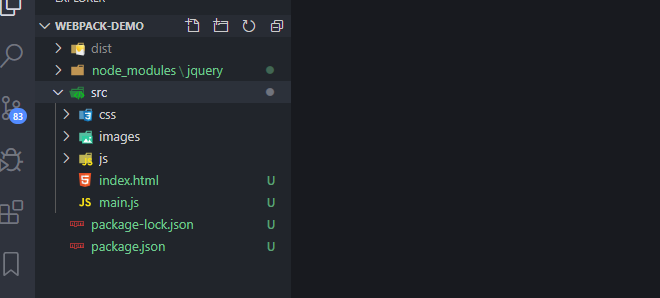 WEBPACK-DEMO
dist
node_modules \ jquery
src
83
css
images
js
index.html U
JS main.js U
package-lock.json U
package.json U